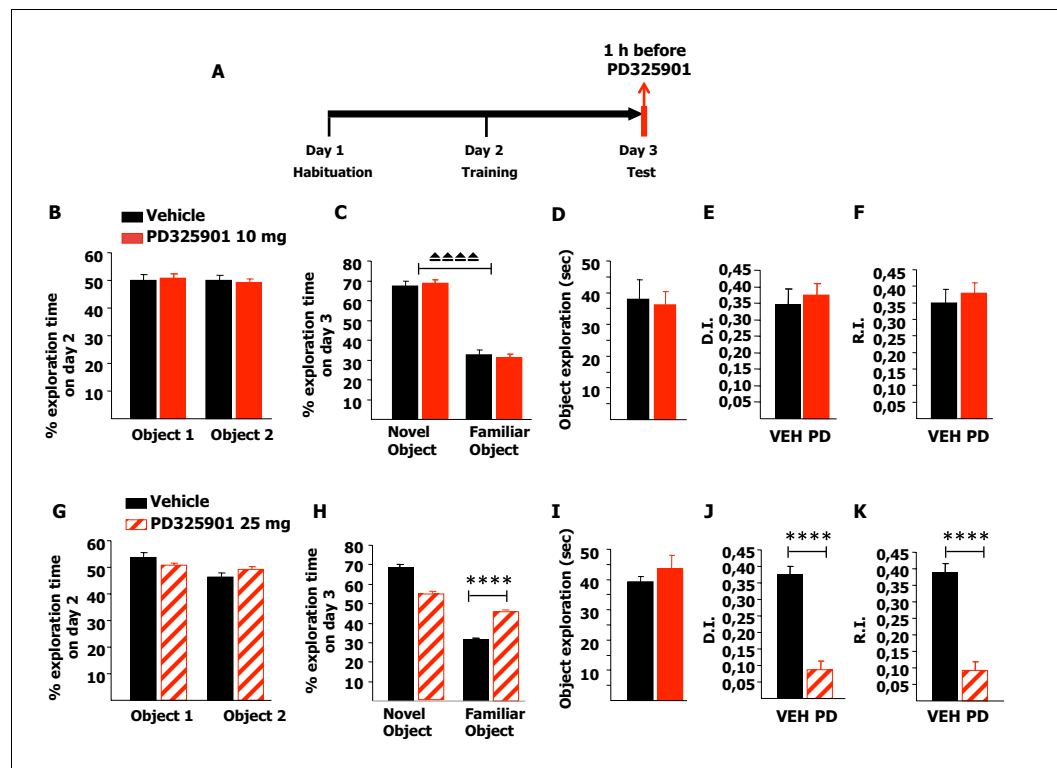 A
1 h before
PD325901
Day 1
Habituation
Day 2
Training
Day 3
Test
B
Vehicle
PD325901 10 mg
% exploration time
on day 2
60
50
40
30
20
10
Object 1
Object 2
C
▲▲▲▲
% exploration time
on day 3
70
80
60
50
40
30
20
10
Novel
Object
Familiar
Object
D
Object exploration (sec)
50
40
30
20
10
E
D.I.
0,45
0,40
0,35
0,30
0,25
0,20
0,15
0,10
0,05
VEH PD
F
R.I.
0,45
0,40
0,35
0,30
0,25
0,20
0,15
0,10
0,05
VEH PD
G
Vehicle
PD325901 25 mg
% exploration time
on day 2
60
50
40
30
20
10
Object 1
Object 2
H
****
% exploration time
on day 3
80
70
60
50
40
30
20
10
Novel
Object
Familiar
Object
I
Object exploration (sec)
50
40
30
20
10
J
****
D.I.
0,45
0,40
0,35
0,30
0,25
0,20
0,15
0,10
0,05
VEH PD
K
****
R.I.
0,45
0,40
0,35
0,30
0,25
0,20
0,15
0,10
0,05
VEH PD